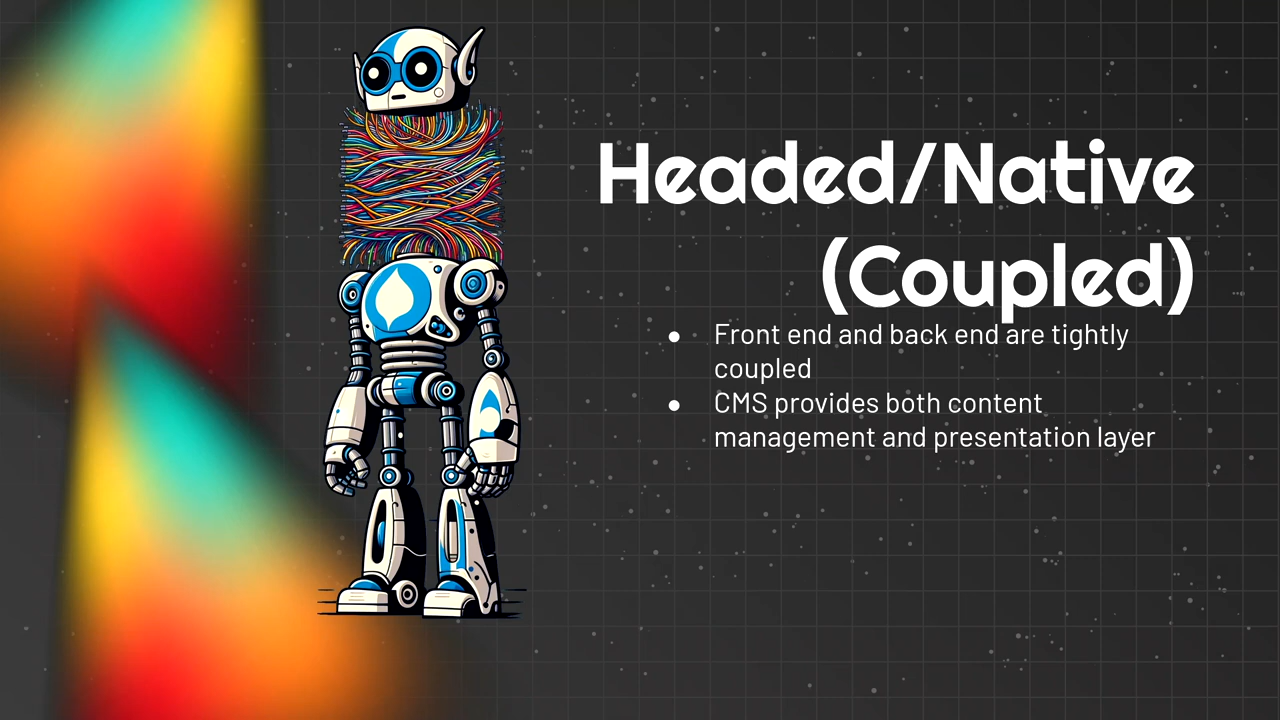 Headed/Native
(Coupled)
● Front end and back end are tightly
coupled
● CMS provides both content
management and presentation layer